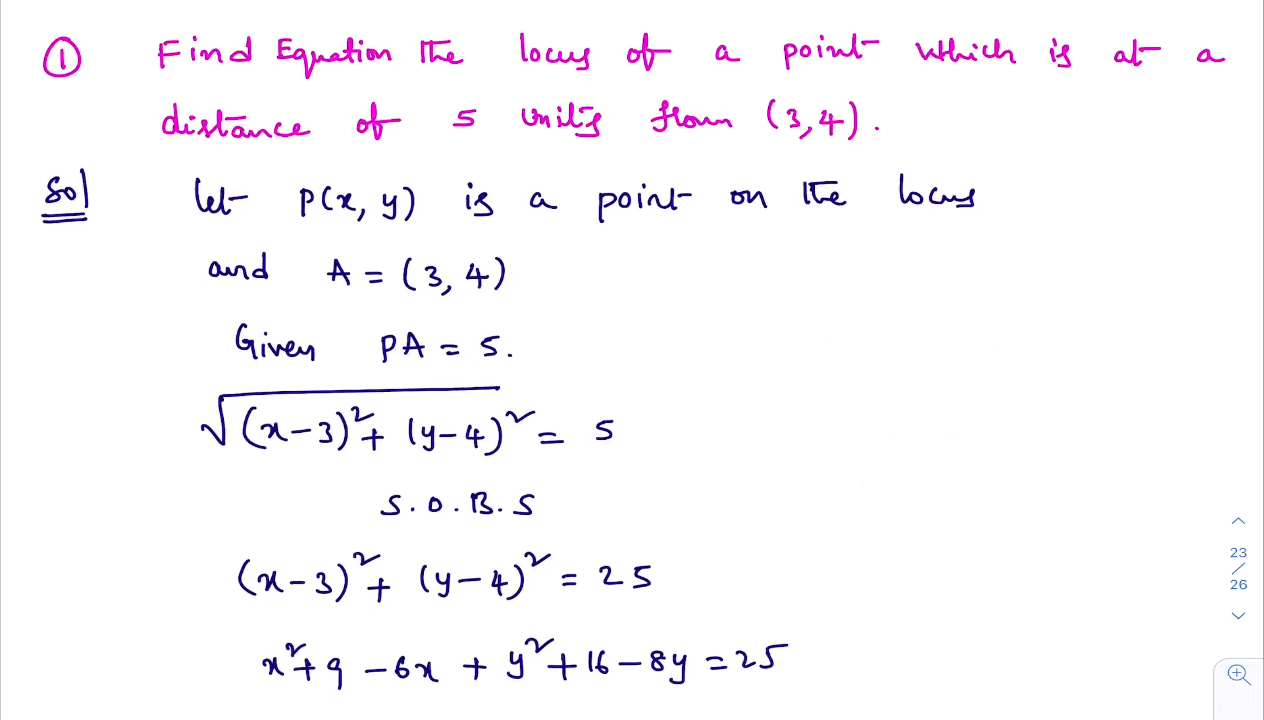 ① Find Equation the locus of a point which is at a
distance of 5 units from (3,4).
Sol let P(x, y) is a point on the locus
and A = (3, 4)
Given PA = 5.
√(x-3)² + (y-4)² = 5
S.O.B.S
(x-3)² + (y-4)² = 25
x² + 9 - 6x + y² + 16 - 8y = 25
23
/
26